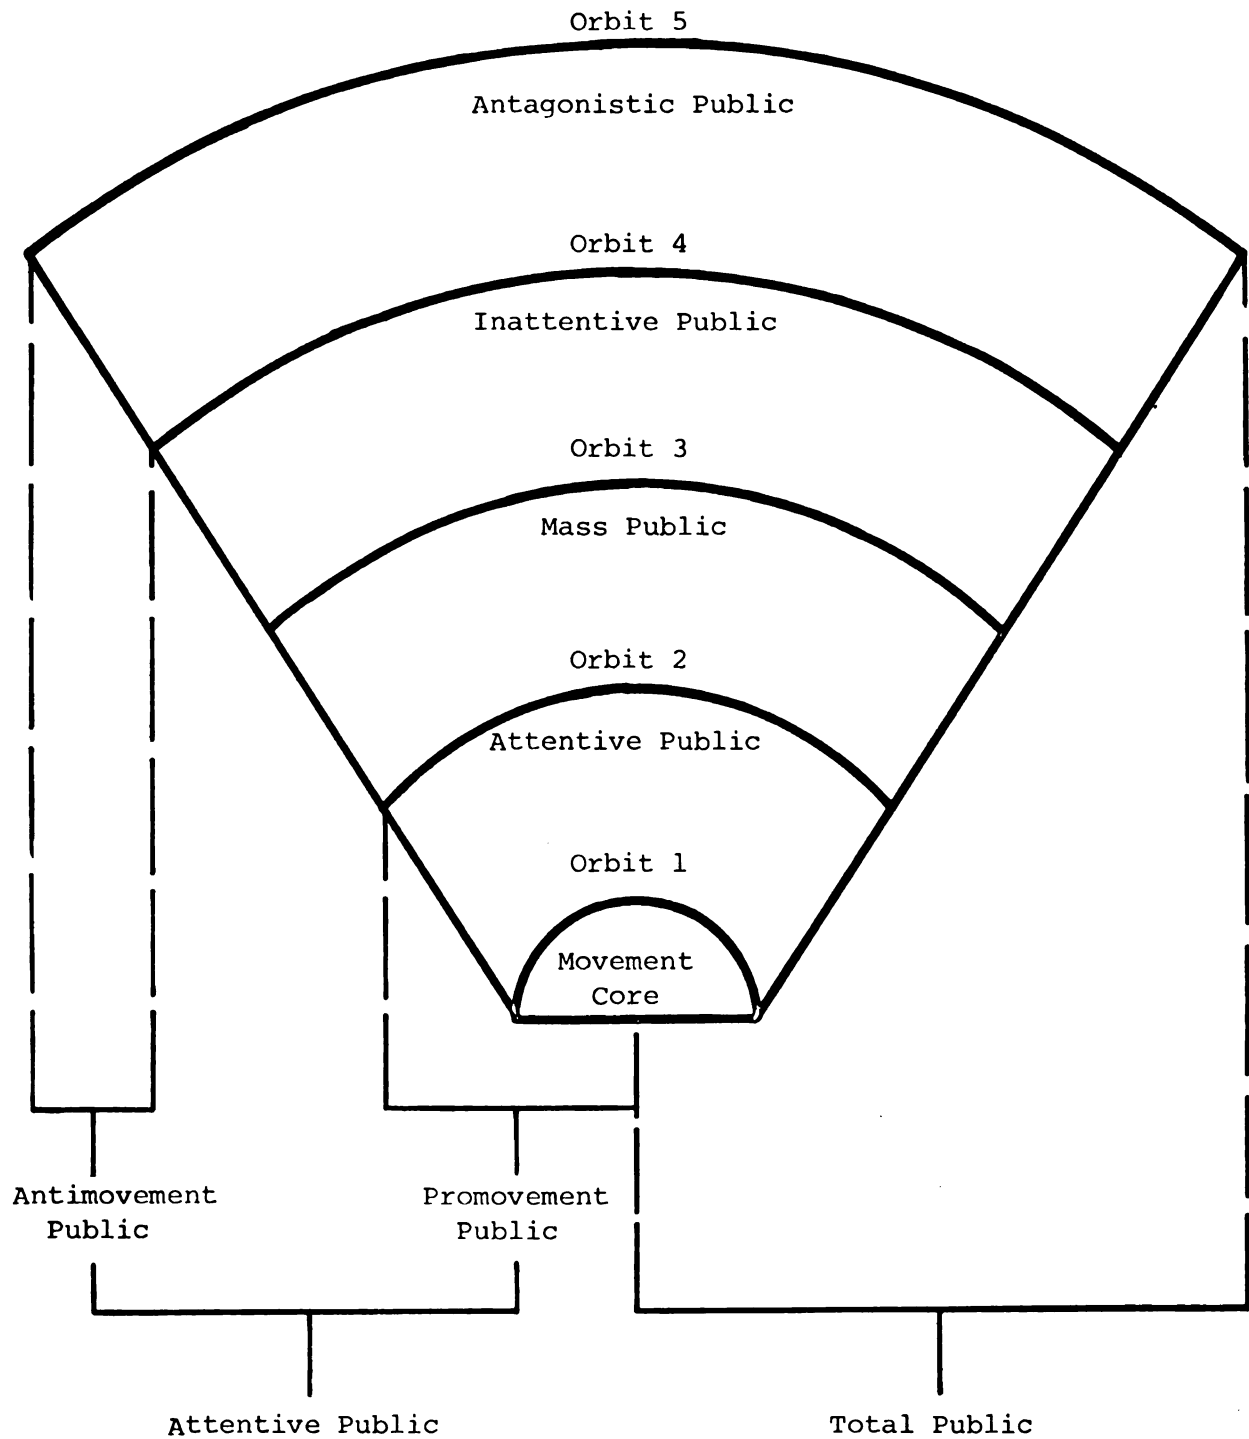 Orbit 5
Antagonistic Public
Orbit 4
Inattentive Public
Orbit 3
Mass Public
Orbit 2
Attentive Public
Orbit 1
Movement
Core
Antimovement
Public
Promovement
Public
Attentive Public
Total Public